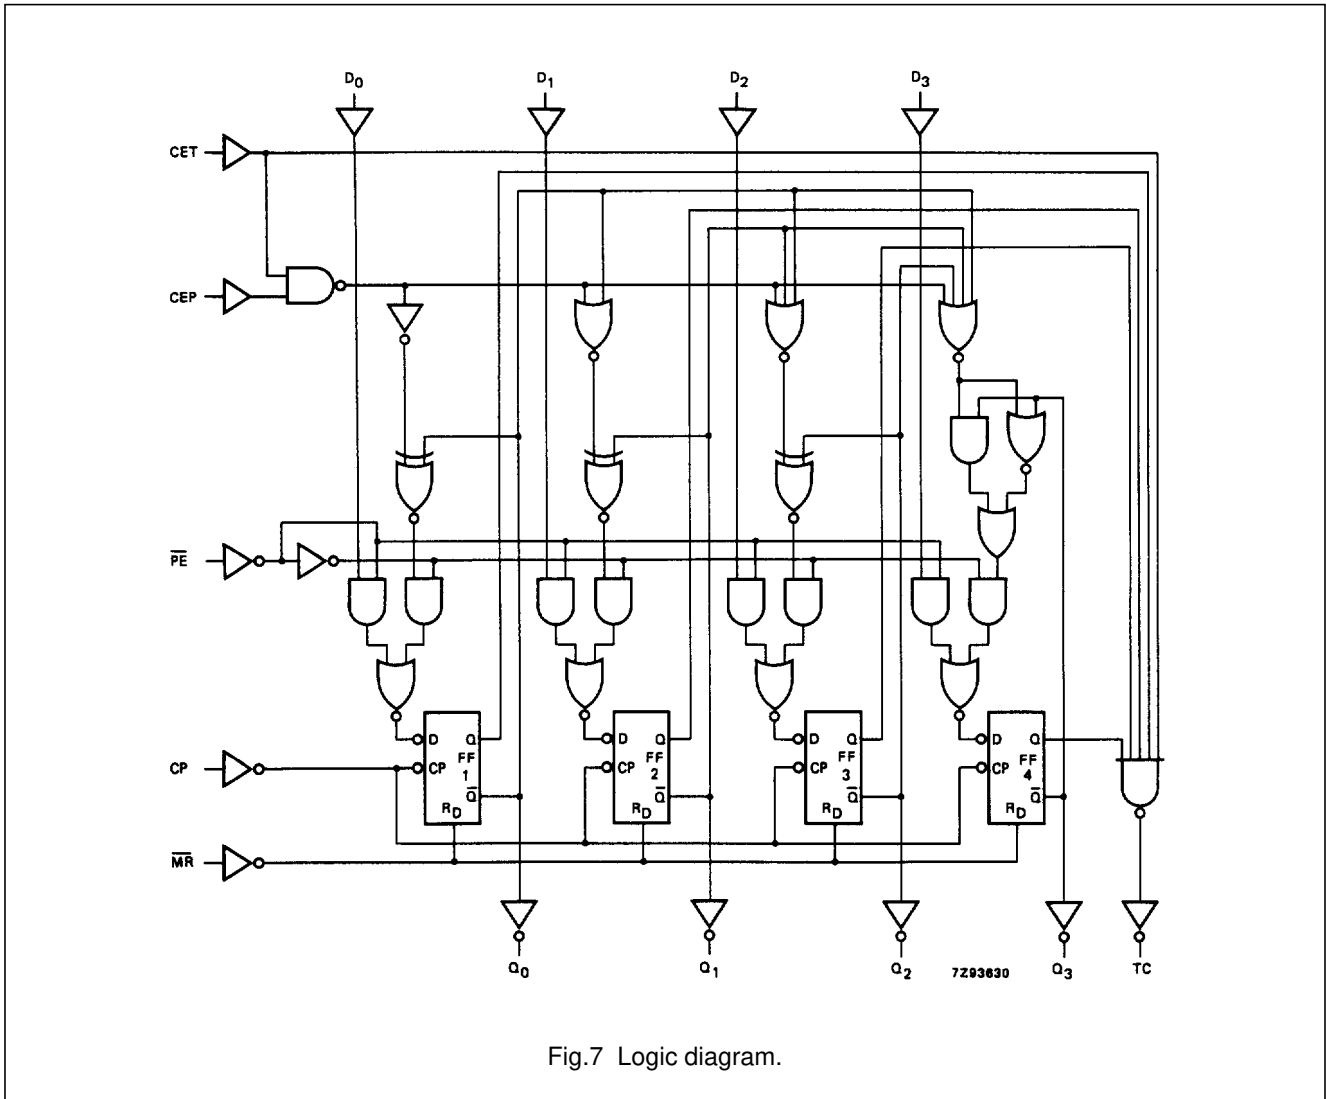 D0 D1 D2 D3
CET
CEP
PE
D Q D Q D Q D Q
FF FF FF FF
CP CP CP CP CP
1 2 3 4
Q Q Q Q
RD RD RD RD
MR
Q0 Q1 Q2 7Z93630 Q3 TC
Fig.7 Logic diagram.